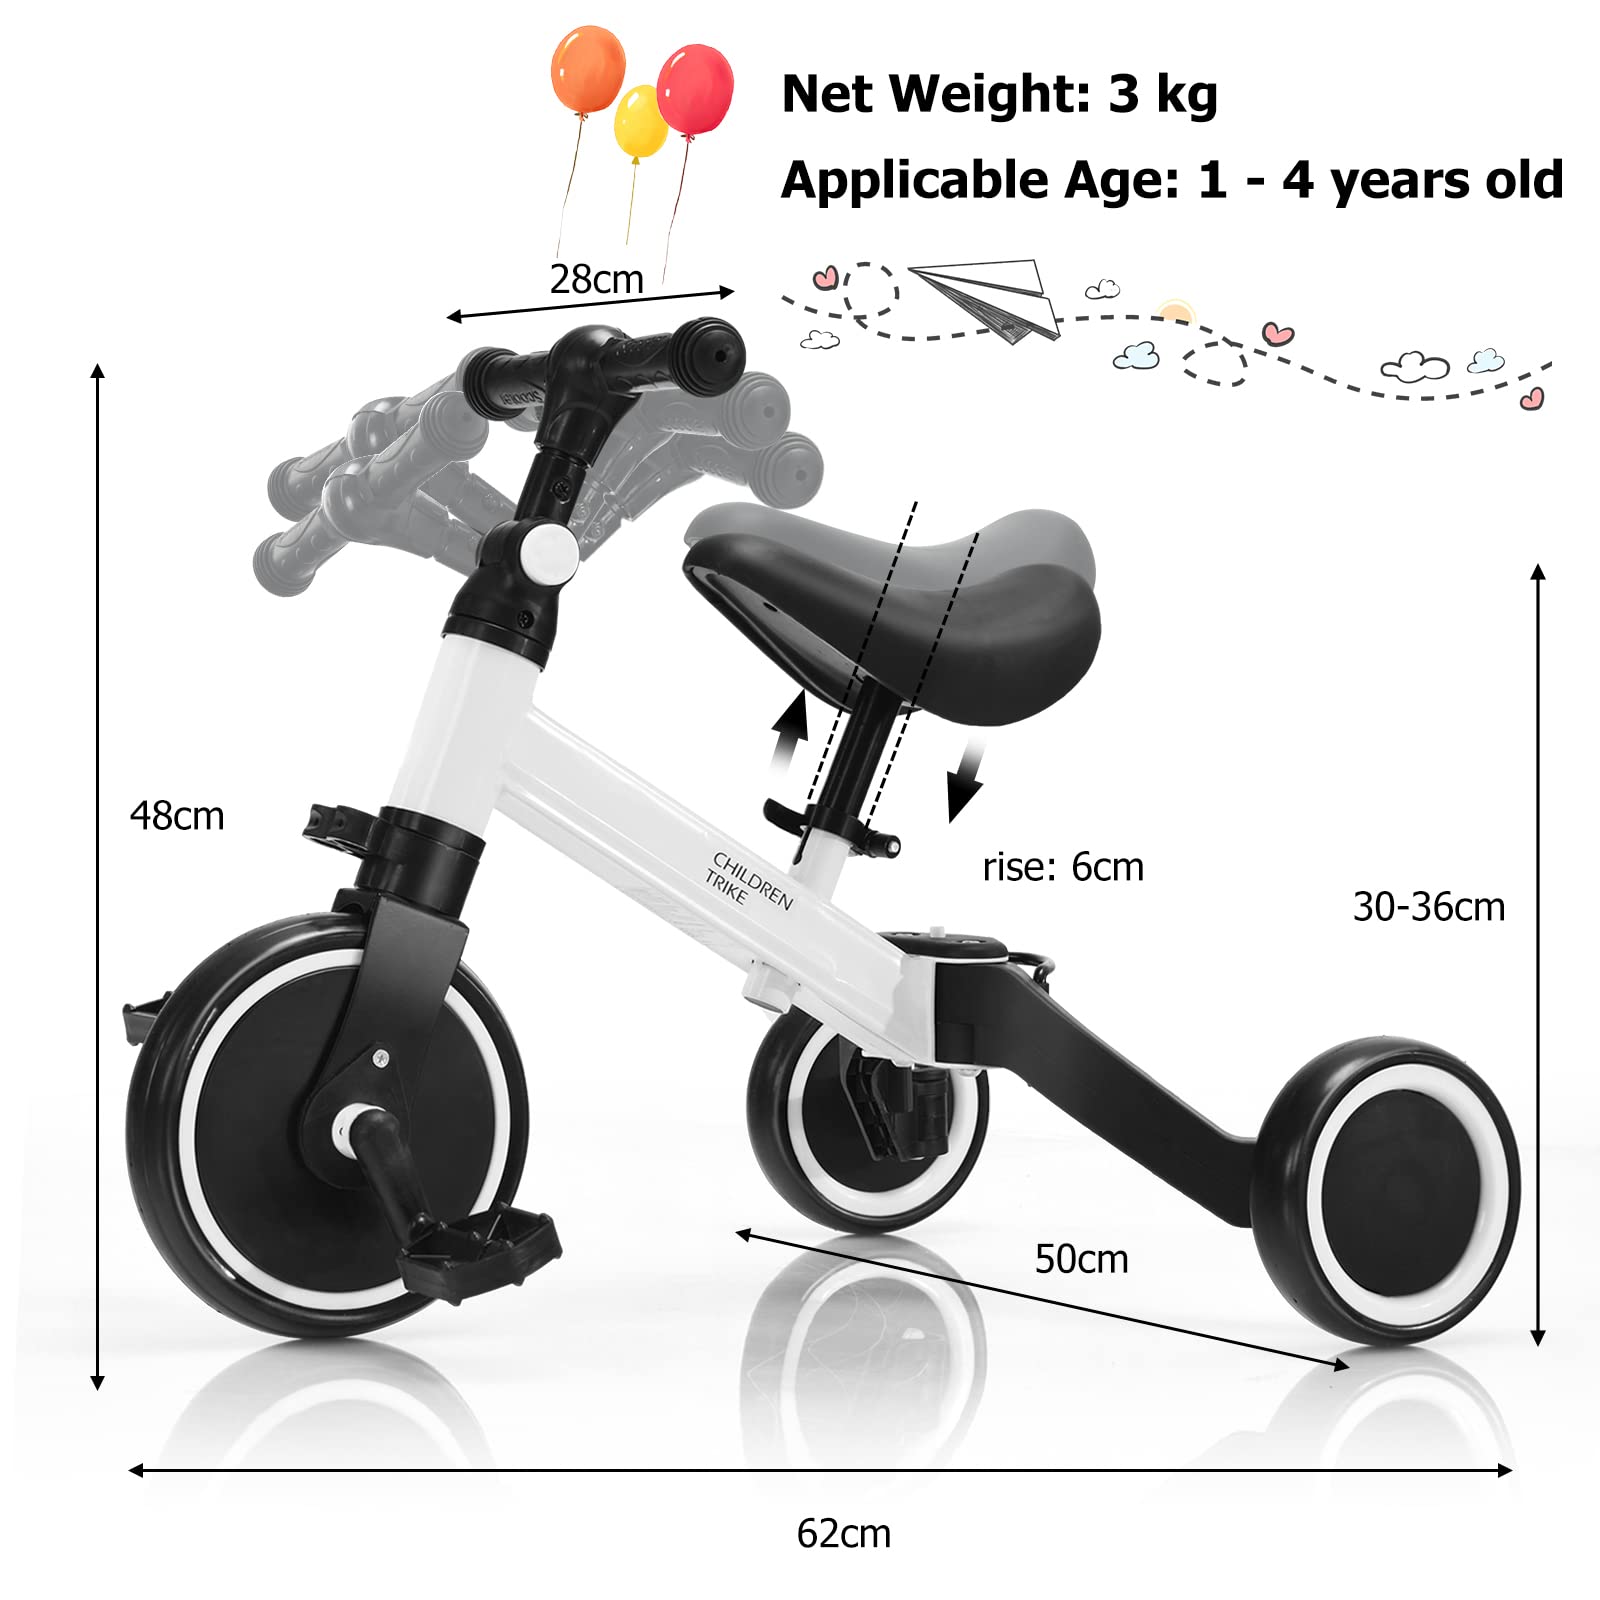 Net Weight: 3 kg
Applicable Age: 1 - 4 years old
28cm
48cm
rise: 6cm
30-36cm
CHILDREN
TRIKE
50cm
62cm